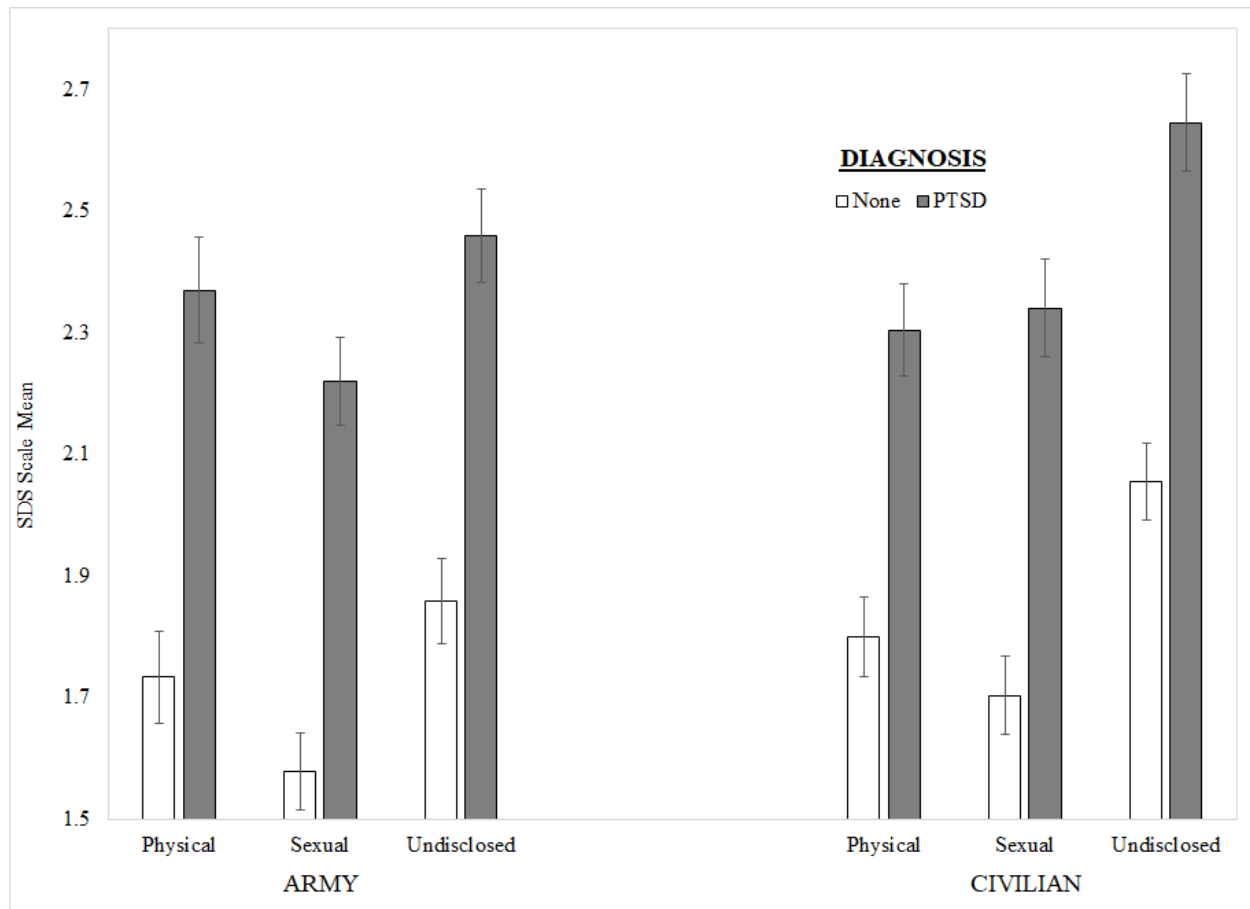 2.7
2.5
2.3
2.1
1.9
1.7
1.5
SDS Scale Mean
DIAGNOSIS
None PTSD
Physical Sexual Undisclosed Physical Sexual Undisclosed
ARMY CIVILIAN